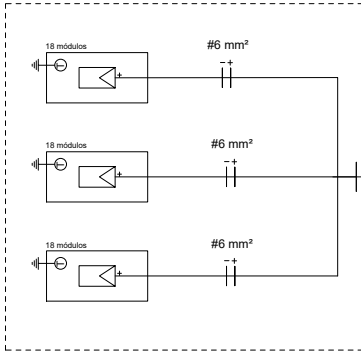 #6 mm²
18 módulos
- +
+
#6 mm²
18 módulos
- +
+
#6 mm²
18 módulos
- +
+